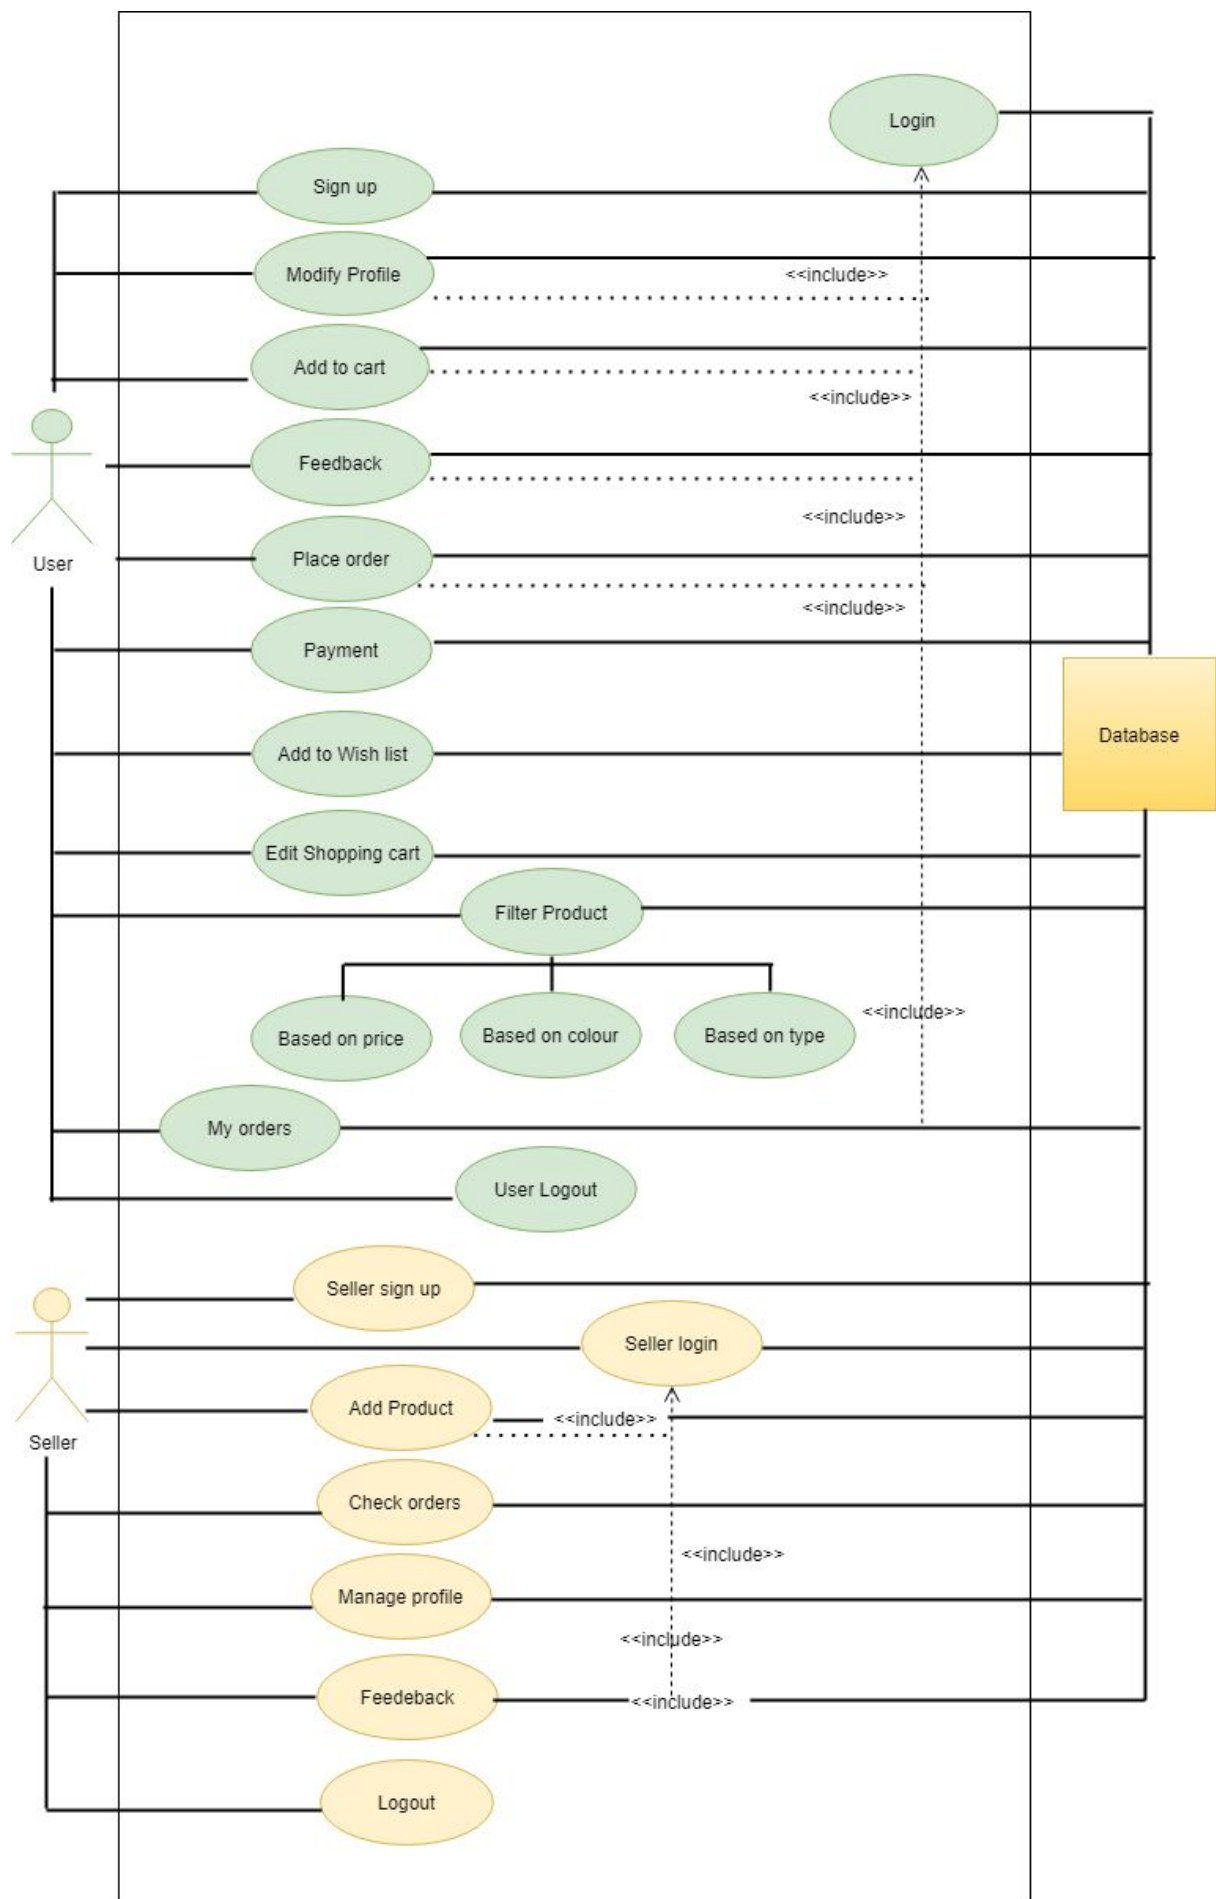 Login
Sign up
Modify Profile
<<include>>
Add to cart
<<include>>
Feedback
<<include>>
User
Place order
<<include>>
Payment
Database
Add to Wish list
Edit Shopping cart
Filter Product
<<include>>
Based on price
Based on colour
Based on type
My orders
User Logout
Seller sign up
Seller login
Add Product
<<include>>
Seller
Check orders
<<include>>
Manage profile
<<include>>
Feedeback
<<include>>
Logout